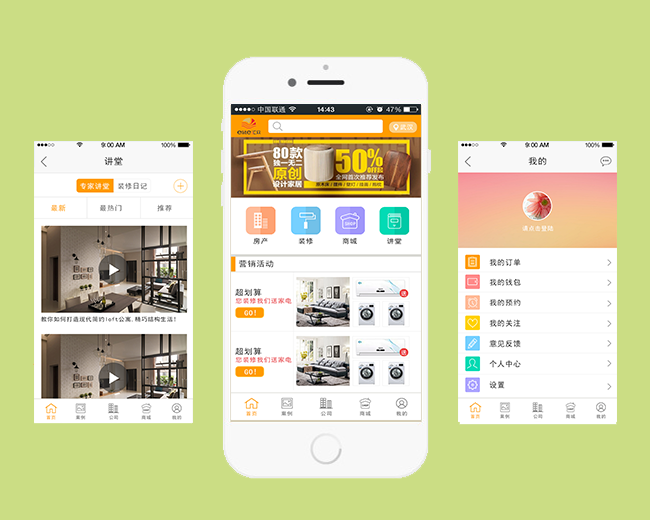 9:00 AM
100%
讲堂
专家讲堂 装修日记
最新 最热门 推荐
教你如何打造现代简约loft公寓，精巧结构生活！
首页 案例 公司 商城 我的
中国联通 14:43 47%
80款
独一无二
原创
设计家居
50%
OFF起
全网首次推荐发布
房产 装修 商城 讲堂
SHOP
营销活动
超划算
您装修我们送家电
GO!
送
超划算
您装修我们送家电
GO!
送
首页 案例 公司 商城 我的
9:00 AM
100%
我的
请点击登陆
我的订单
我的钱包
我的预约
我的关注
意见反馈
个人中心
设置
首页 案例 公司 商城 我的